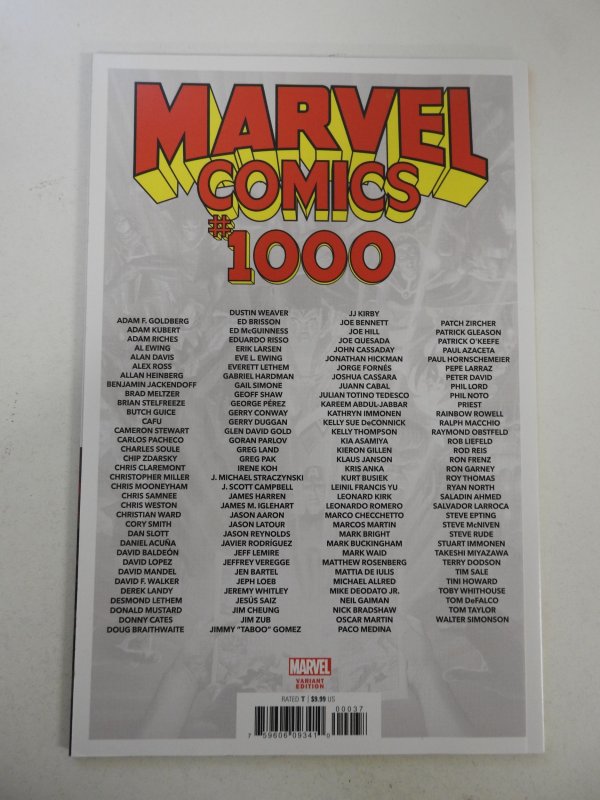 MARVEL
COMICS
#1000
ADAM F. GOLDBERG
ADAM KUBERT
ADAM RICHES
AL EWING
ALAN DAVIS
ALEX ROSS
ALLAN HEINBERG
BENJAMIN JACKENDOFF
BRAD MELTZER
BRIAN STELFREEZE
BUTCH GUICE
CAFU
CAMERON STEWART
CARLOS PACHECO
CHARLES SOULE
CHIP ZDARSKY
CHRIS CLAREMONT
CHRISTOPHER MILLER
CHRIS MOONEYHAM
CHRIS SAMNEE
CHRIS WESTON
CHRISTIAN WARD
CORY SMITH
DAN SLOTT
DANIEL ACUÑA
DAVID BALDEÓN
DAVID LOPEZ
DAVID MANDEL
DAVID F. WALKER
DEREK LANDY
DESMOND LETHEM
DONALD MUSTARD
DONNY CATES
DOUG BRAITHWAITE
DUSTIN WEAVER
ED BRISSON
ED McGUINNESS
EDUARDO RISSO
ERIK LARSEN
EVE L. EWING
EVERETT LETHEM
GABRIEL HARDMAN
GAIL SIMONE
GEOFF SHAW
GEORGE PÉREZ
GERRY CONWAY
GERRY DUGGAN
GLEN DAVID GOLD
GORAN PARLOV
GREG LAND
GREG PAK
IRENE KOH
J. MICHAEL STRACZYNSKI
J. SCOTT CAMPBELL
JAMES HARREN
JAMES M. IGLEHART
JASON AARON
JASON LATOUR
JASON REYNOLDS
JAVIER RODRÍGUEZ
JEFF LEMIRE
JEFFREY VEREGGE
JEN BARTEL
JEPH LOEB
JEREMY WHITLEY
JESÚS SAIZ
JIM CHEUNG
JIM ZUB
JIMMY "TABOO" GOMEZ
JJ KIRBY
JOE BENNETT
JOE HILL
JOE QUESADA
JOHN CASSADAY
JONATHAN HICKMAN
JORGE FORNÉS
JOSHUA CASSARA
JUANN CABAL
JULIAN TOTINO TEDESCO
KAREEM ABDUL-JABBAR
KATHRYN IMMONEN
KELLY SUE DeCONNICK
KELLY THOMPSON
KIA ASAMIYA
KIERON GILLEN
KLAUS JANSON
KRIS ANKA
KURT BUSIEK
LEINIL FRANCIS YU
LEONARD KIRK
LEONARDO ROMERO
MARCO CHECCHETTO
MARCOS MARTIN
MARK BRIGHT
MARK BUCKINGHAM
MARK WAID
MATTHEW ROSENBERG
MATTIA DE IULIS
MICHAEL ALLRED
MIKE DEODATO JR.
NEIL GAIMAN
NICK BRADSHAW
OSCAR MARTIN
PACO MEDINA
PATCH ZIRCHER
PATRICK GLEASON
PATRICK O'KEEFE
PAUL AZACETA
PAUL HORNSCHEMEIER
PEPE LARRAZ
PETER DAVID
PHIL LORD
PHIL NOTO
PRIEST
RAINBOW ROWELL
RALPH MACCHIO
RAYMOND OBSTFELD
ROB LIEFELD
ROD REIS
RON FRENZ
RON GARNEY
ROY THOMAS
RYAN NORTH
SALADIN AHMED
SALVADOR LARROCA
STEVE EPTING
STEVE McNIVEN
STEVE RUDE
STUART IMMONEN
TAKESHI MIYAZAWA
TERRY DODSON
TIM SALE
TINI HOWARD
TOBY WHITHOUSE
TOM DeFALCO
TOM TAYLOR
WALTER SIMONSON
MARVEL
VARIANT
EDITION
RATED T | $9.99 US
00037
7 59606 09341 0